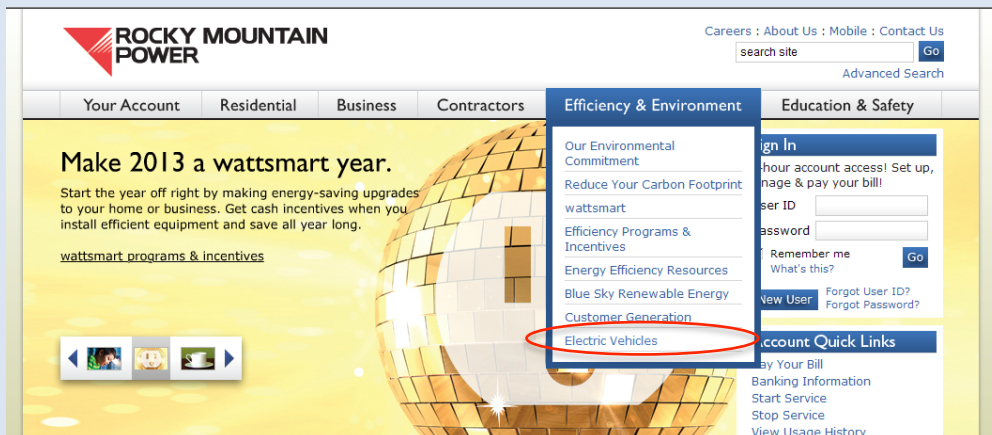 ROCKY MOUNTAIN
POWER
Careers : About Us : Mobile : Contact Us
search site
Go
Advanced Search
Your Account
Residential
Business
Contractors
Efficiency & Environment
Education & Safety
Make 2013 a wattsmart year.
Start the year off right by making energy-saving upgrades
to your home or business. Get cash incentives when you
install efficient equipment and save all year long.
wattsmart programs & incentives
Our Environmental
Commitment
Reduce Your Carbon Footprint
wattsmart
Efficiency Programs &
Incentives
Energy Efficiency Resources
Blue Sky Renewable Energy
Customer Generation
Electric Vehicles
ign In
-hour account access! Set up,
nage & pay your bill!
ser ID
assword
Remember me
What's this?
Go
New User
Forgot User ID?
Forgot Password?
ccount Quick Links
ay Your Bill
Banking Information
Start Service
Stop Service
View Usage History